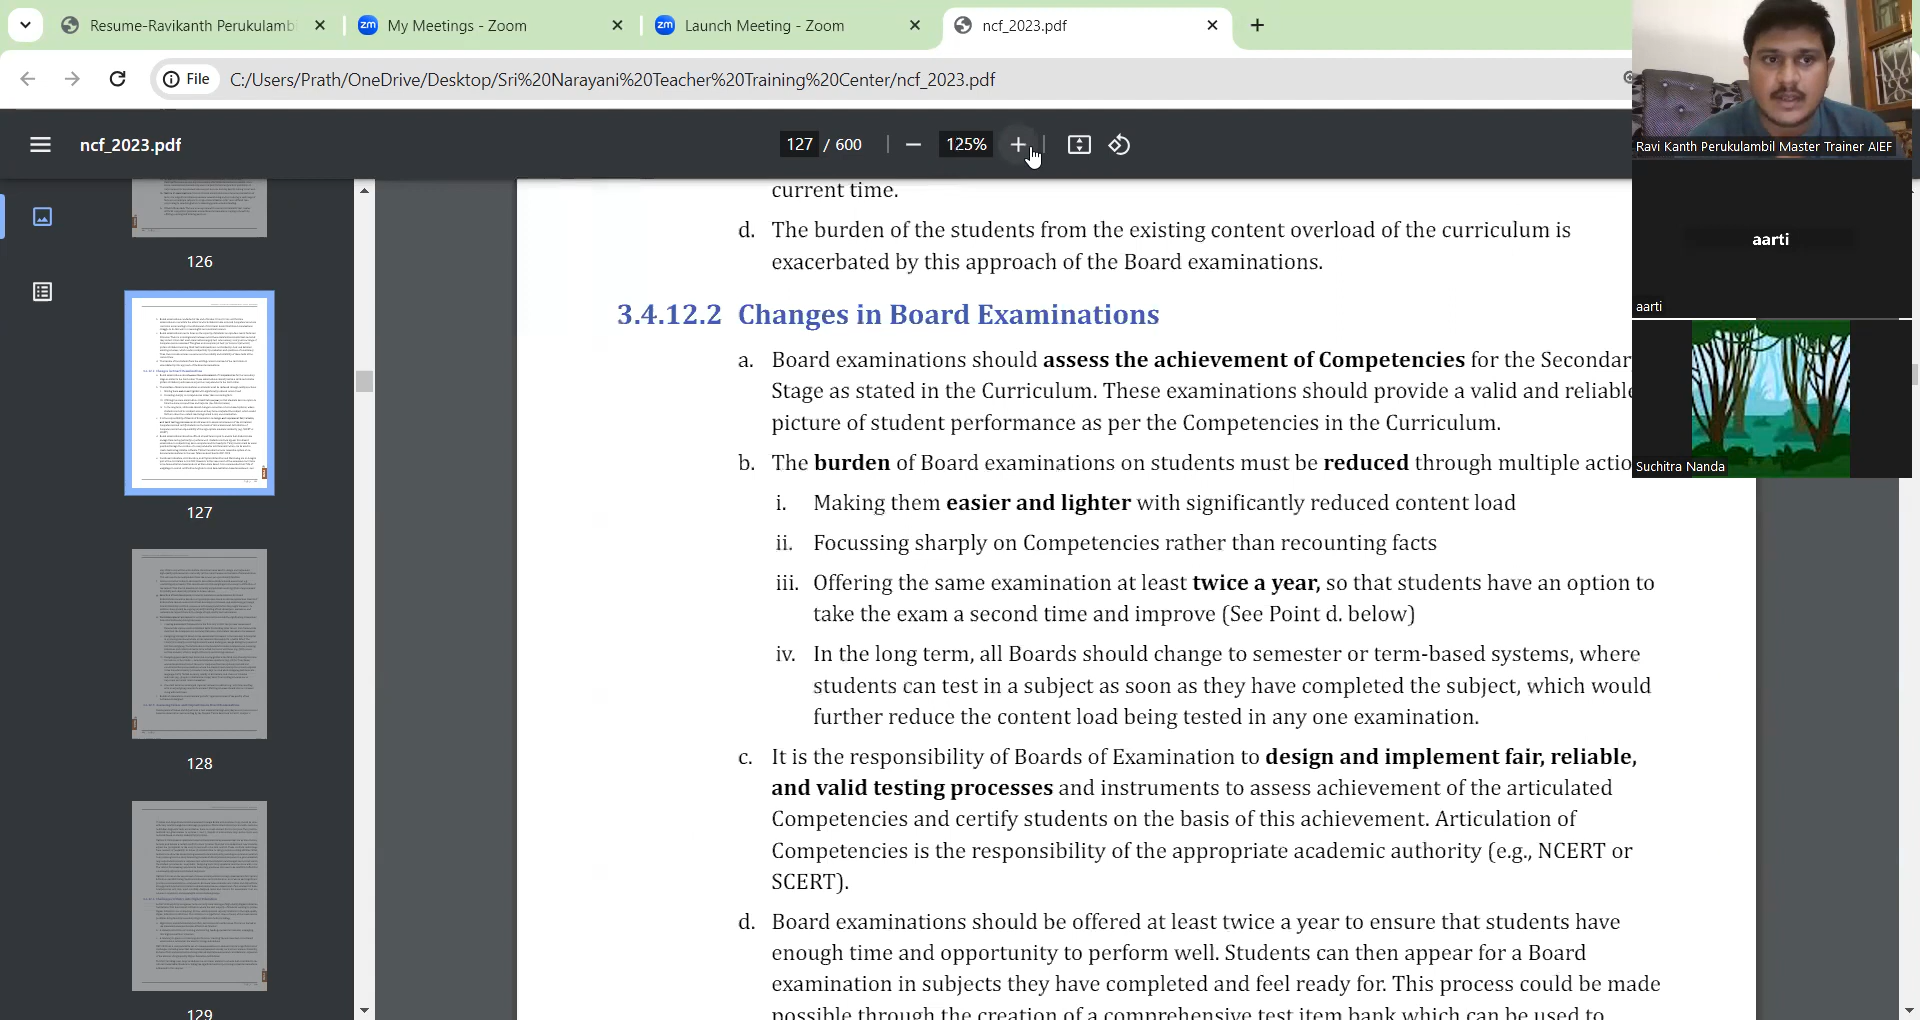 Resume-Ravikanth Perukulamb
My Meetings - Zoom
Launch Meeting - Zoom
ncf_2023.pdf
File
C:/Users/Prath/OneDrive/Desktop/Sri%20Narayani%20Teacher%20Training%20Center/ncf_2023.pdf
ncf_2023.pdf
127 / 600
125%
Ravi Kanth Perukulambil Master Trainer AIEF
aarti
aarti
Suchitra Nanda
126
127
128
129
current time.
d. The burden of the students from the existing content overload of the curriculum is
exacerbated by this approach of the Board examinations.
3.4.12.2 Changes in Board Examinations
a. Board examinations should assess the achievement of Competencies for the Secondar
Stage as stated in the Curriculum. These examinations should provide a valid and reliable
picture of student performance as per the Competencies in the Curriculum.
b. The burden of Board examinations on students must be reduced through multiple actio
i. Making them easier and lighter with significantly reduced content load
ii. Focussing sharply on Competencies rather than recounting facts
iii. Offering the same examination at least twice a year, so that students have an option to
take the exam a second time and improve (See Point d. below)
iv. In the long term, all Boards should change to semester or term-based systems, where
students can test in a subject as soon as they have completed the subject, which would
further reduce the content load being tested in any one examination.
c. It is the responsibility of Boards of Examination to design and implement fair, reliable,
and valid testing processes and instruments to assess achievement of the articulated
Competencies and certify students on the basis of this achievement. Articulation of
Competencies is the responsibility of the appropriate academic authority (e.g., NCERT or
SCERT).
d. Board examinations should be offered at least twice a year to ensure that students have
enough time and opportunity to perform well. Students can then appear for a Board
examination in subjects they have completed and feel ready for. This process could be made
possible through the creation of a comprehensive test item bank which can be used to